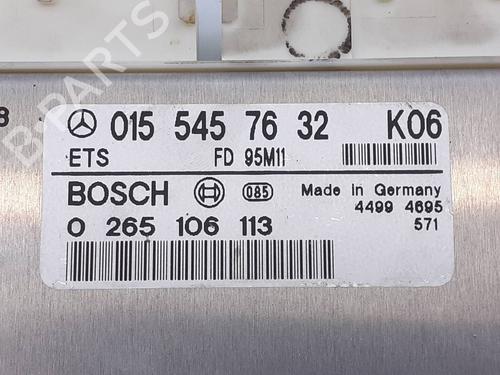 8
015 545 76 32 K06
ETS FD 95M11
BOSCH 085 Made in Germany
4499 4695
0 265 106 113 571
B-PARTS